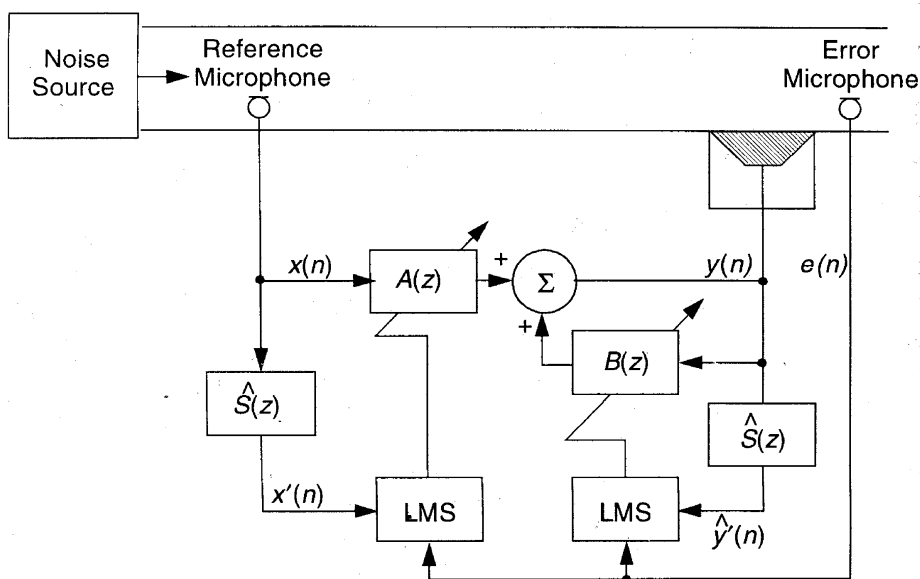 Noise
Source
Reference
Microphone
Error
Microphone
x(n)
A(z)
+
Σ
y(n)
e(n)
+
B(z)
Ŝ(z)
Ŝ(z)
x'(n)
LMS
LMS
ŷ'(n)